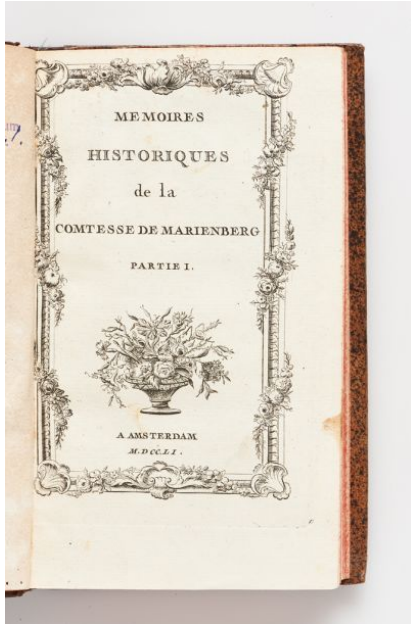 MEMOIRES
HISTORIQUES
de la
COMTESSE DE MARIENBERG
PARTIE I.
A AMSTERDAM
M.DCC.LI.